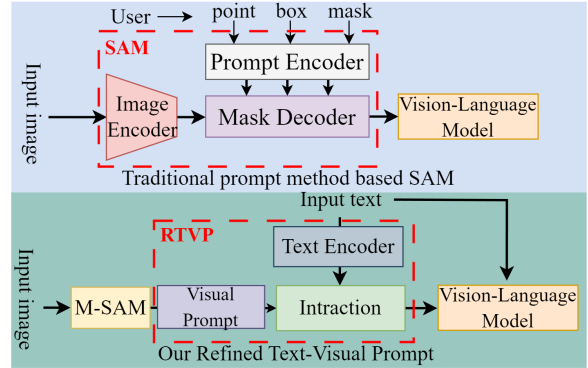 User
point
box
mask
SAM
Prompt Encoder
Input image
Image
Encoder
Mask Decoder
Vision-Language
Model
Traditional prompt method based SAM
Input text
RTVP
Text Encoder
Input image
M-SAM
Visual
Prompt
Intraction
Vision-Language
Model
Our Refined Text-Visual Prompt